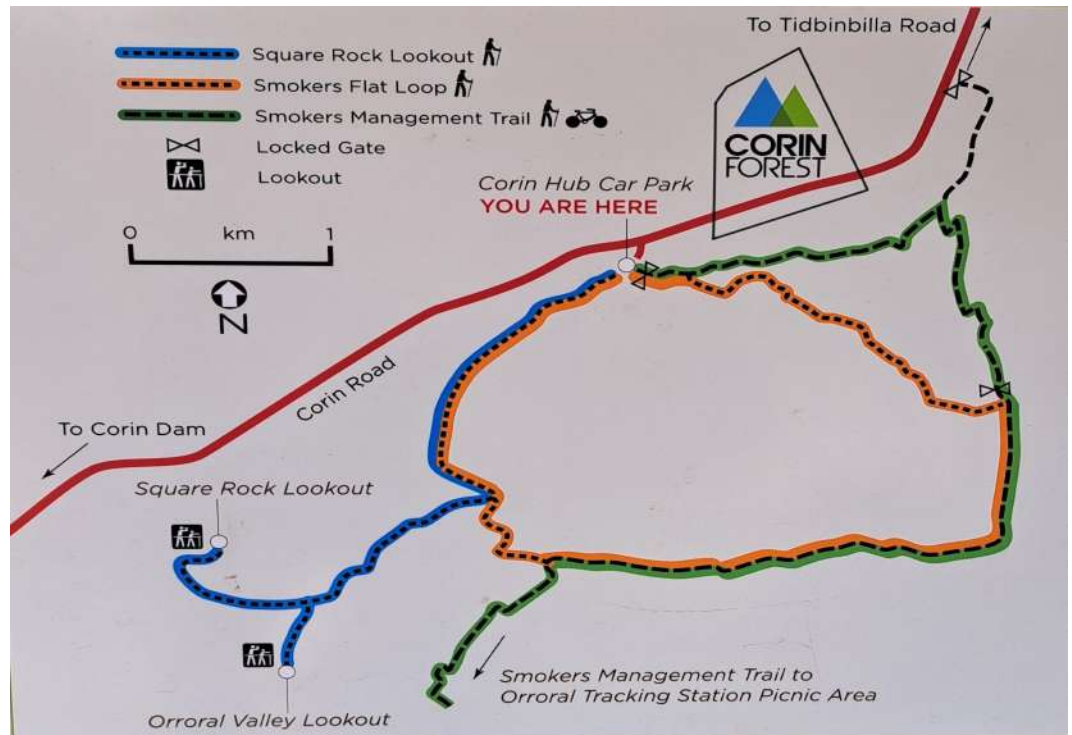 To Tidbinbilla Road
Square Rock Lookout
Smokers Flat Loop
Smokers Management Trail
Locked Gate
Lookout
CORIN
FOREST
Corin Hub Car Park
YOU ARE HERE
0 km 1
N
Corin Road
To Corin Dam
Square Rock Lookout
Smokers Management Trail to
Orroral Tracking Station Picnic Area
Orroral Valley Lookout